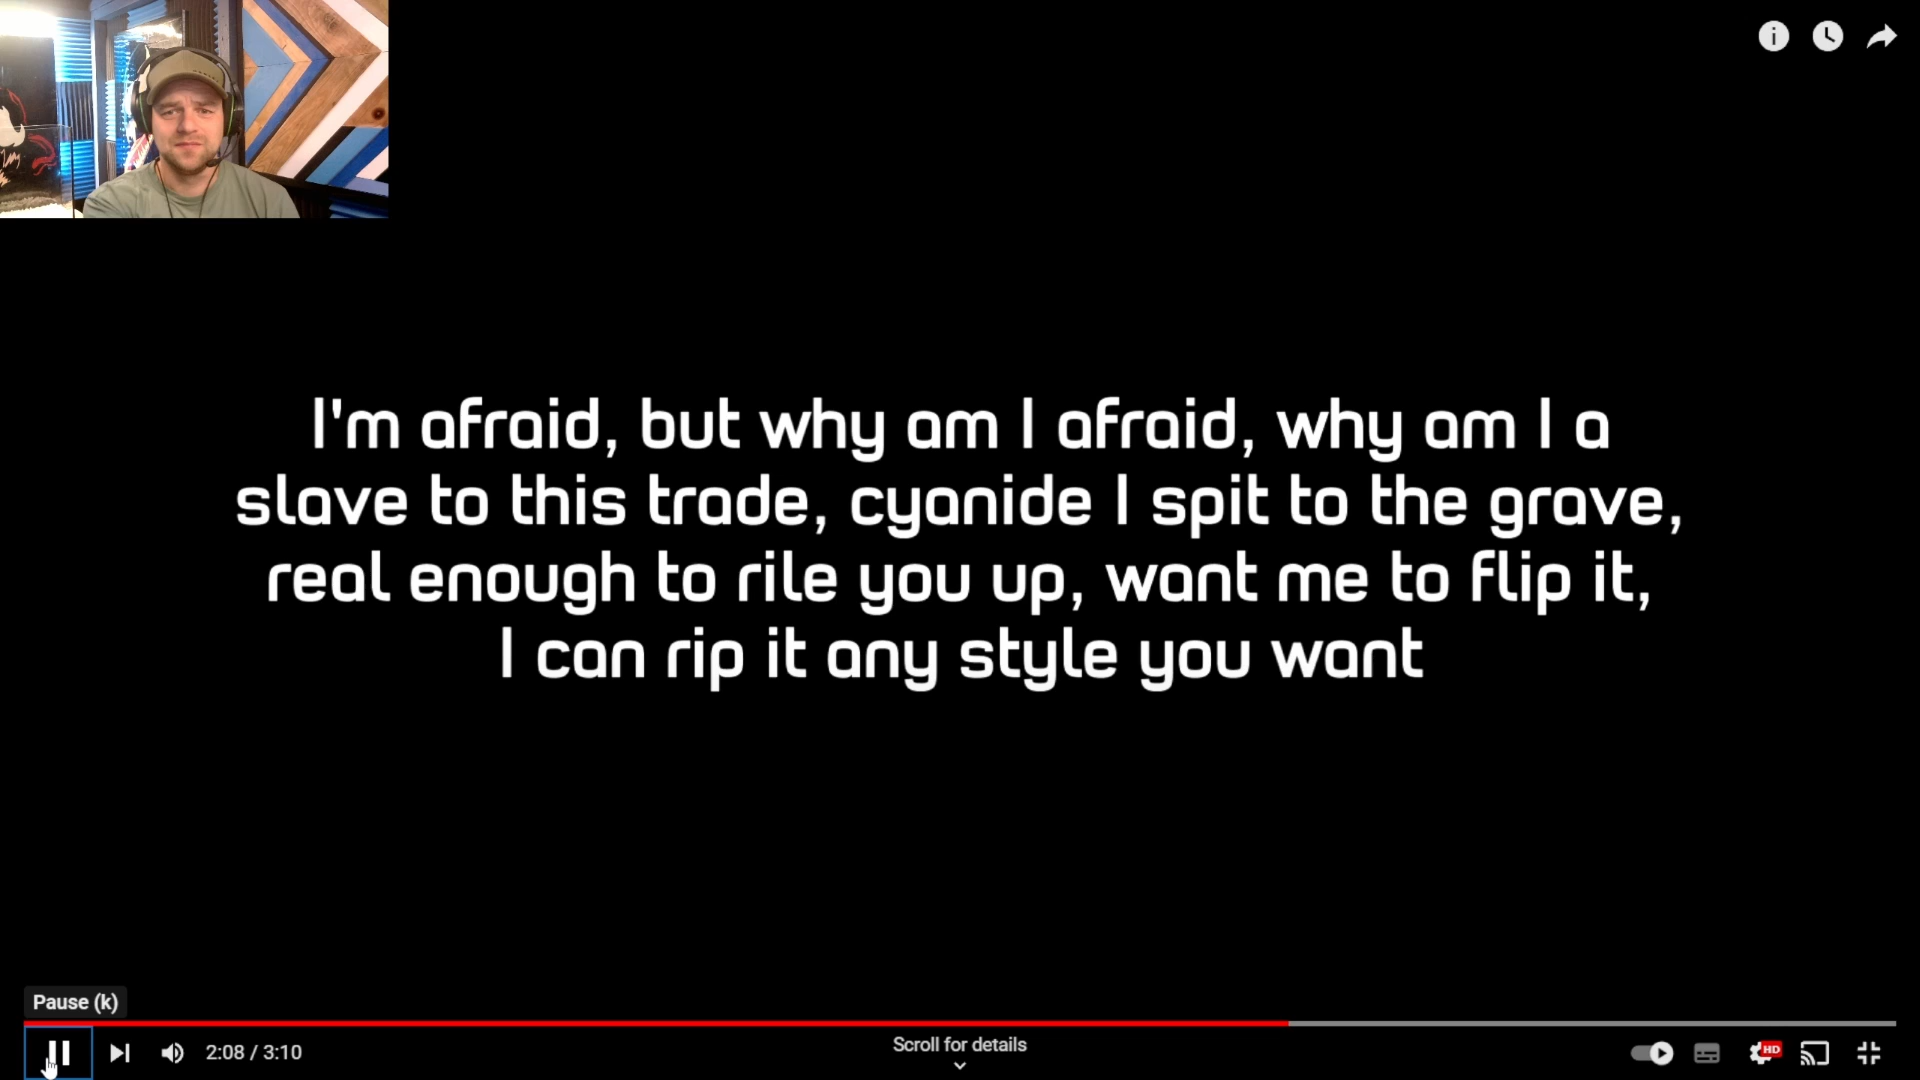 I'm afraid, but why am I afraid, why am I a
slave to this trade, cyanide I spit to the grave,
real enough to rile you up, want me to flip it,
I can rip it any style you want
Pause (k)
2:08 / 3:10
Scroll for details
HD